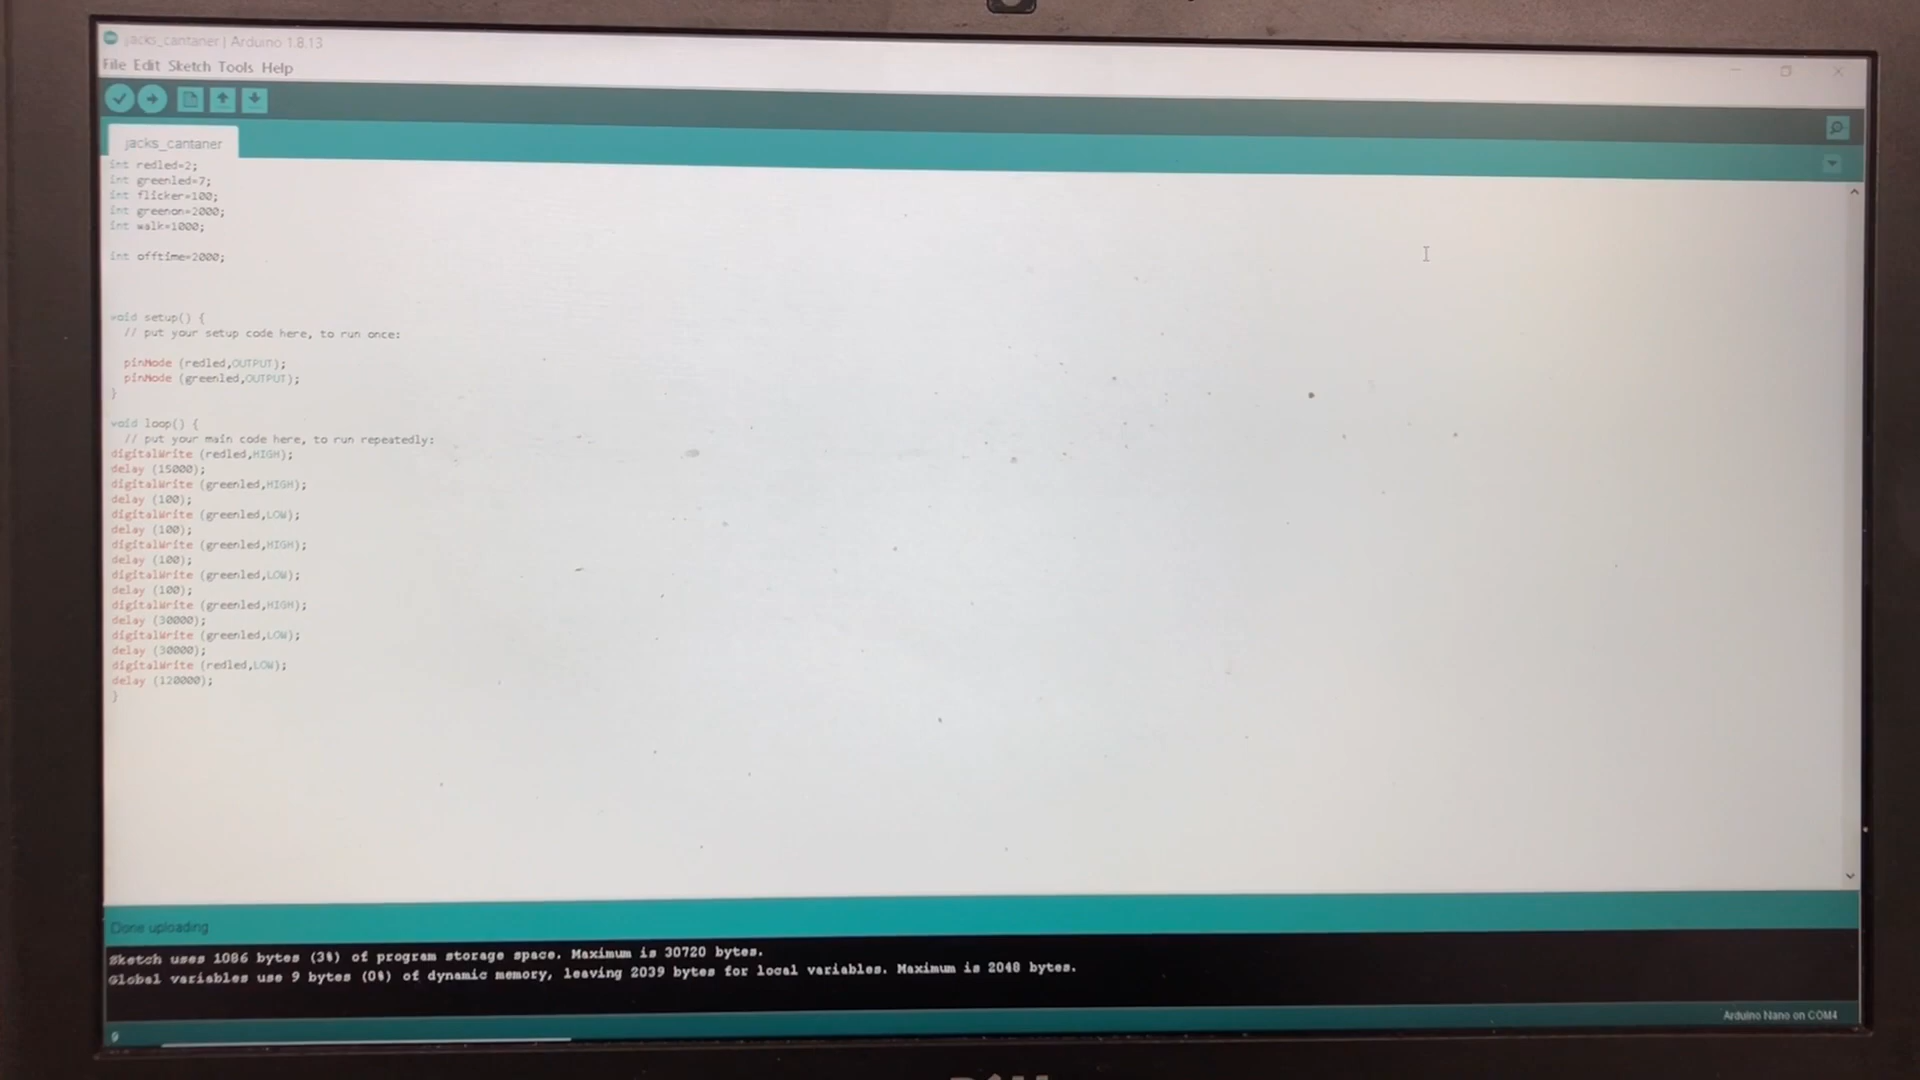 jacks_cantaner | Arduino 1.8.13
File Edit Sketch Tools Help
jacks_cantaner
int redled=2;
int greenled=7;
int flicker=100;
int greenon=2000;
int walk=1000;
int offtime=2000;
void setup() {
// put your setup code here, to run once:
pinMode (redled,OUTPUT);
pinMode (greenled,OUTPUT);
}
void loop() {
// put your main code here, to run repeatedly:
digitalWrite (redled,HIGH);
delay (15000);
digitalWrite (greenled,HIGH);
delay (100);
digitalWrite (greenled,LOW);
delay (100);
digitalWrite (greenled,HIGH);
delay (100);
digitalWrite (greenled,LOW);
delay (100);
digitalWrite (greenled,HIGH);
delay (30000);
digitalWrite (greenled,LOW);
delay (30000);
digitalWrite (redled,LOW);
delay (120000);
}
Done uploading
Sketch uses 1086 bytes (3%) of program storage space. Maximum is 30720 bytes.
Global variables use 9 bytes (0%) of dynamic memory, leaving 2039 bytes for local variables. Maximum is 2048 bytes.
Arduino Nano on COM4
9